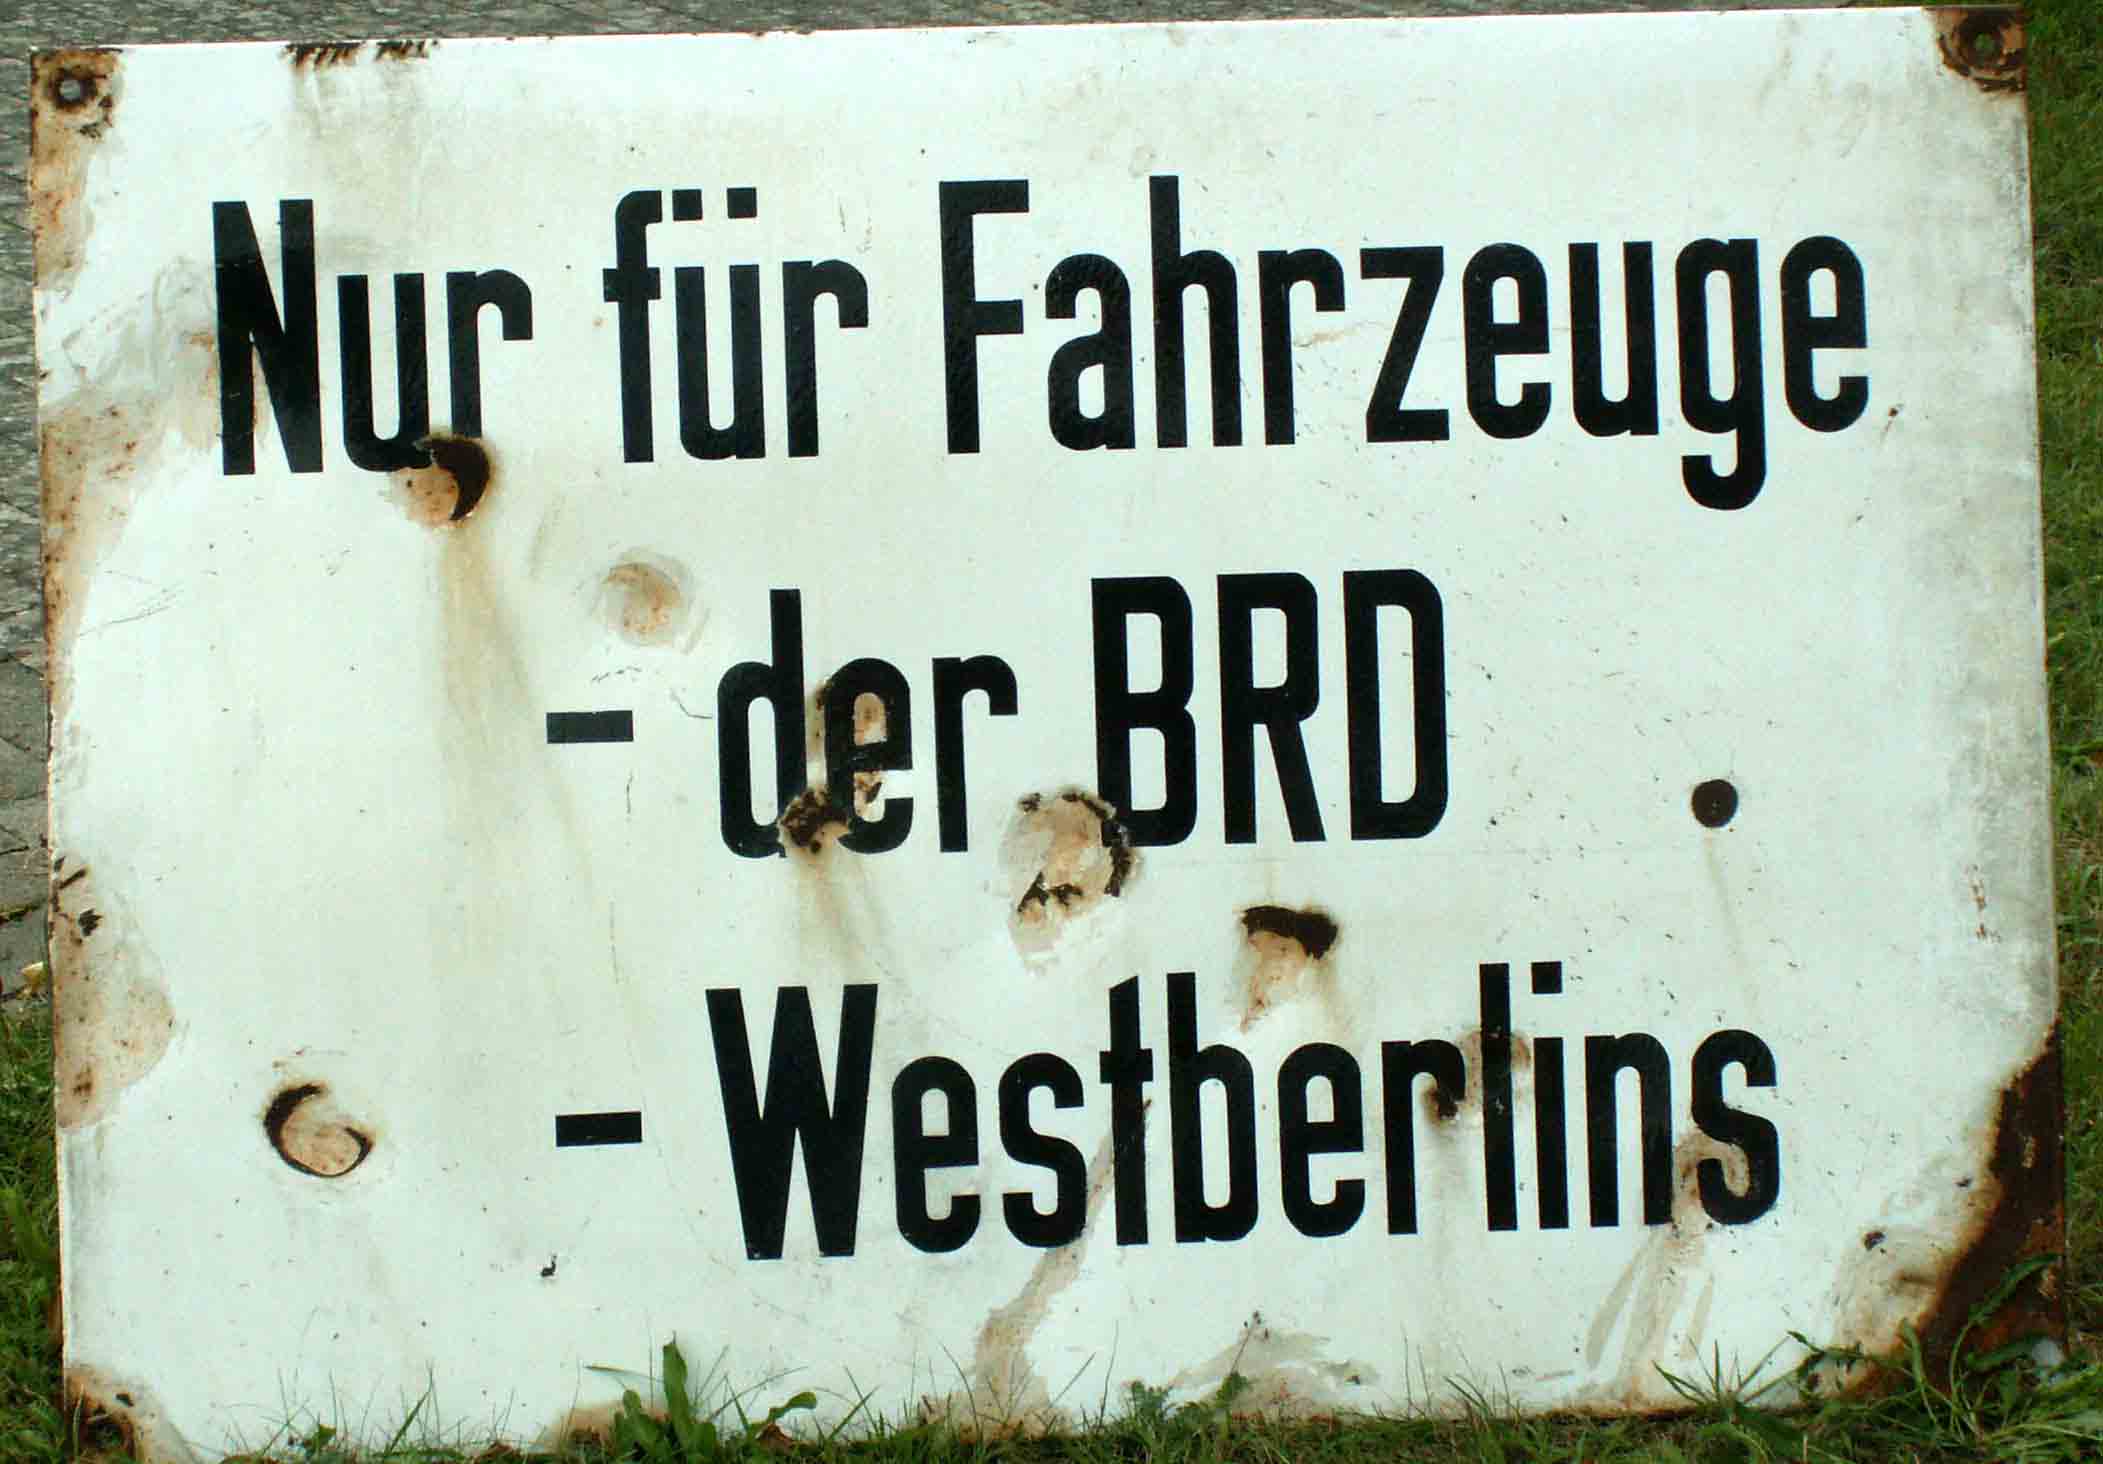 Nur für Fahrzeuge
- der BRD
- Westberlins